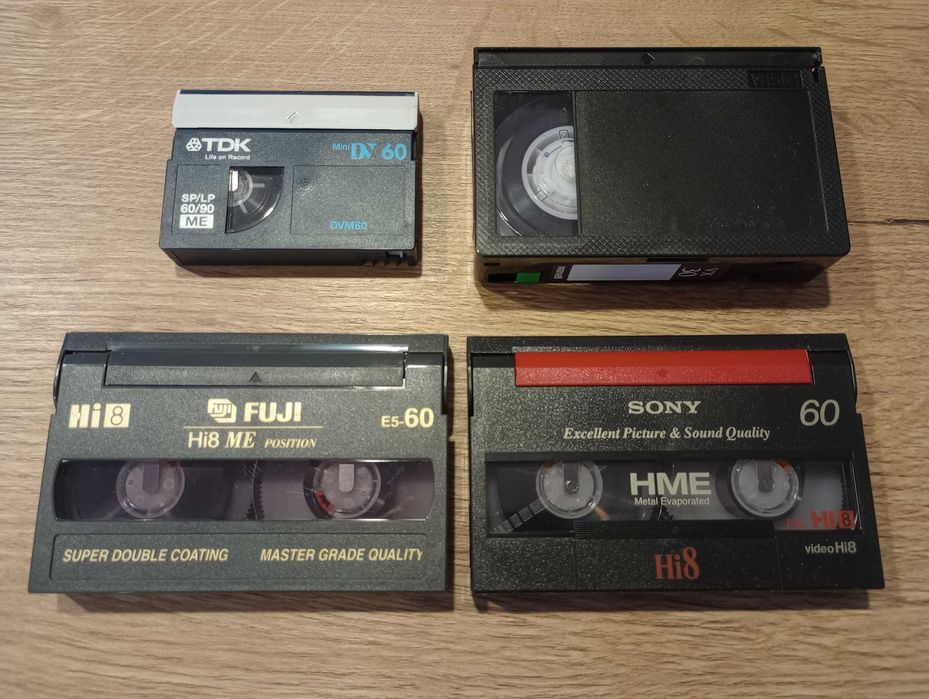 TDK
Life on Record
Mini DV 60
SP/LP
60/90
ME
DVM60
VHS
30
Hi8
FUJI
E5-60
Hi8 ME POSITION
SUPER DOUBLE COATING
MASTER GRADE QUALITY
SONY
60
Excellent Picture & Sound Quality
HME
Metal Evaporated
Hi8
video Hi8
Hi8